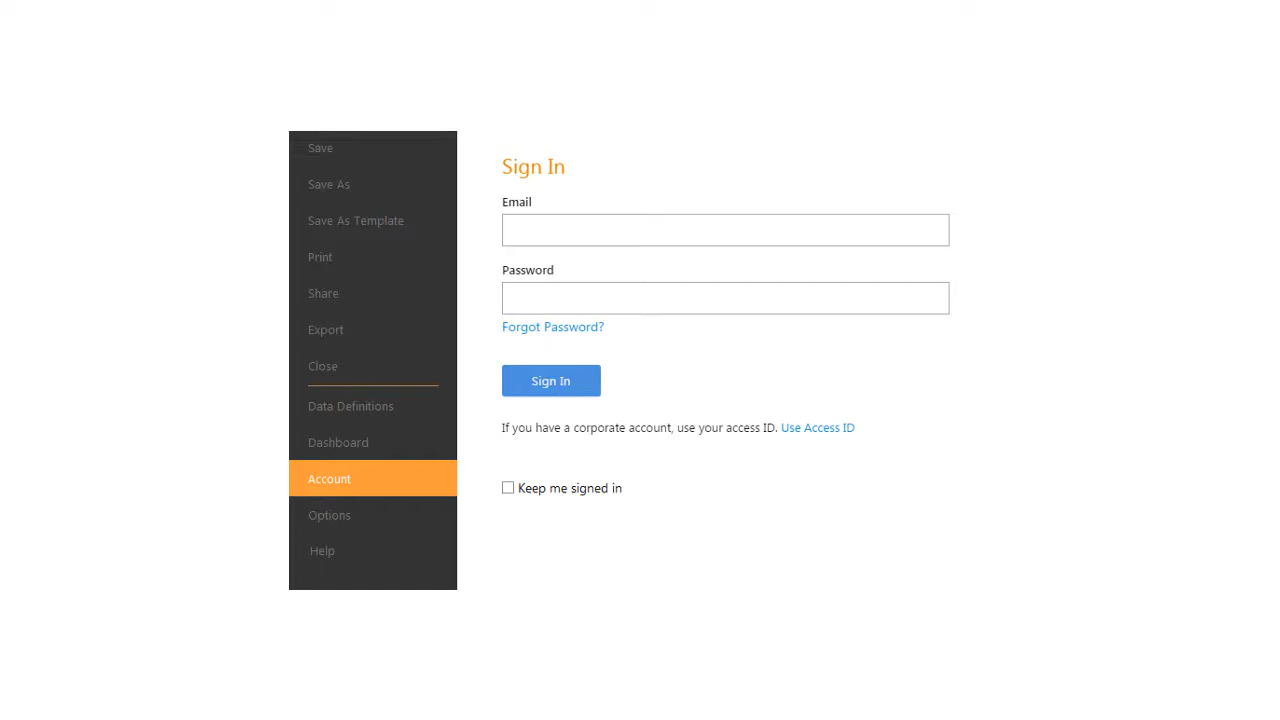 Save
Save As
Save As Template
Print
Share
Export
Close
Data Definitions
Dashboard
Account
Options
Help
Sign In
Email
Password
Forgot Password?
Sign In
If you have a corporate account, use your access ID. Use Access ID
Keep me signed in